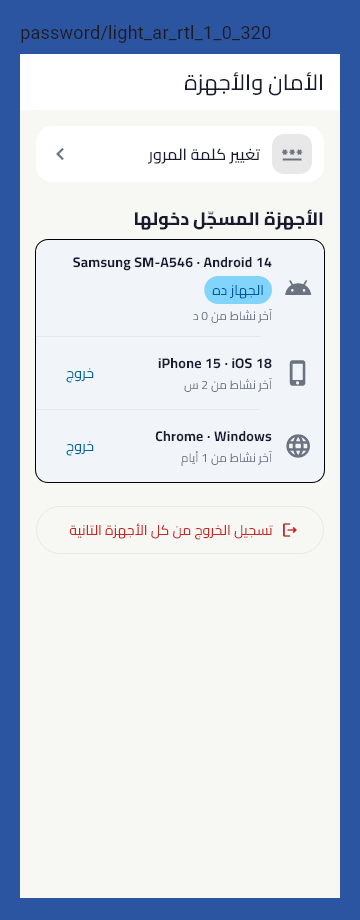 password/light_ar_rtl_1_0_320
الأمان والأجهزة
تغيير كلمة المرور
الأجهزة المسجّل دخولها
Samsung SM-A546 · Android 14
الجهاز ده
آخر نشاط من 0 د
iPhone 15 · iOS 18
آخر نشاط من 2 س
خروج
Chrome · Windows
آخر نشاط من 1 أيام
خروج
تسجيل الخروج من كل الأجهزة التانية